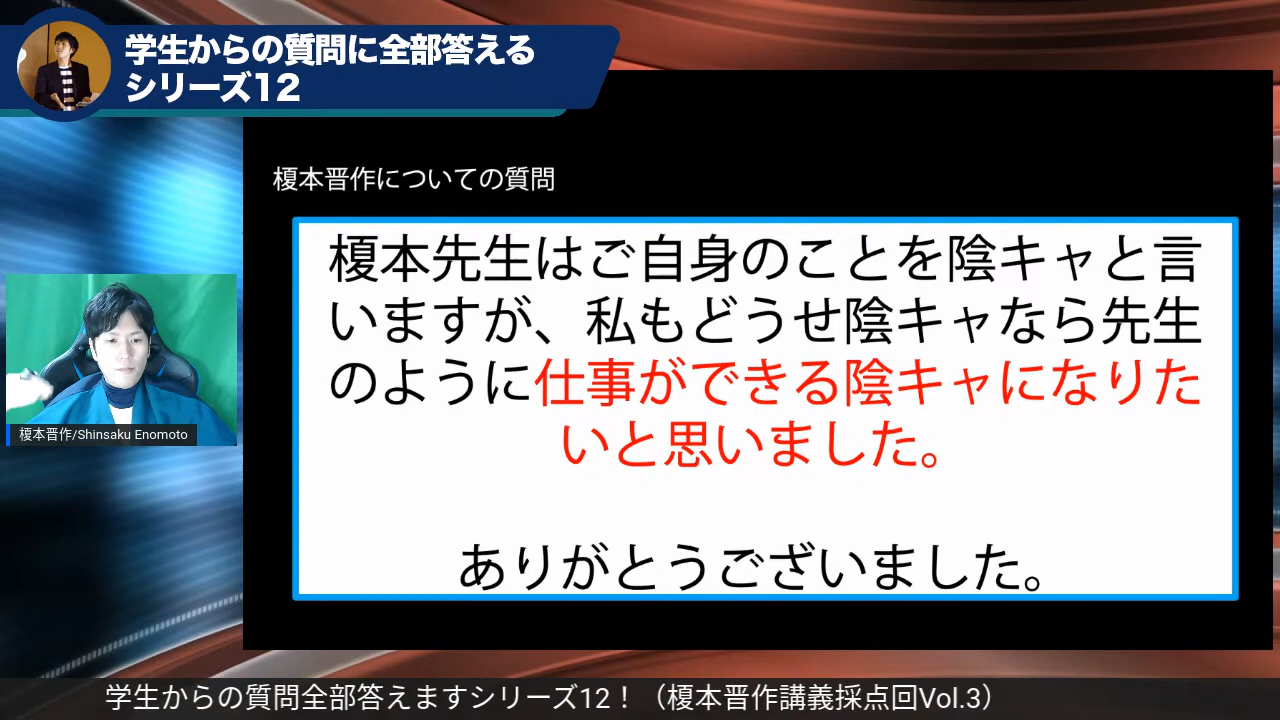 学生からの質問に全部答える
シリーズ12
榎本晋作についての質問
榎本先生はご自身のことを陰キャと言
いますが、私もどうせ陰キャなら先生
のように仕事ができる陰キャになりた
いと思いました。
ありがとうございました。
榎本晋作/Shinsaku Enomoto
学生からの質問全部答えますシリーズ12！（榎本晋作講義採点回Vol.3）